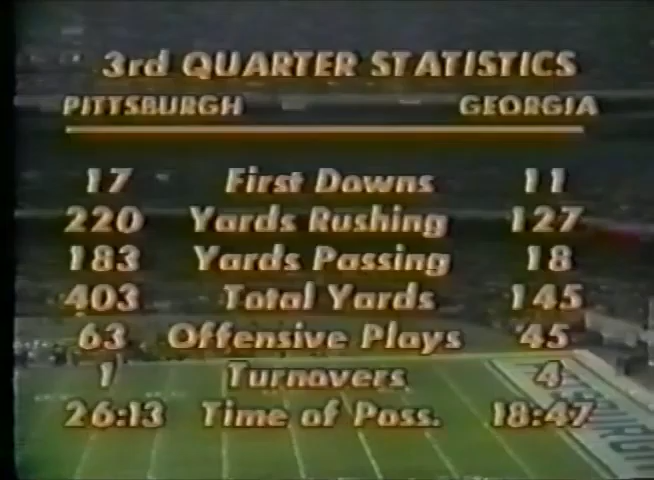 3rd QUARTER STATISTICS
PITTSBURGH GEORGIA
17 First Downs 11
220 Yards Rushing 127
183 Yards Passing 18
403 Total Yards 145
63 Offensive Plays 45
1 Turnovers 4
26:13 Time of Poss. 18:47